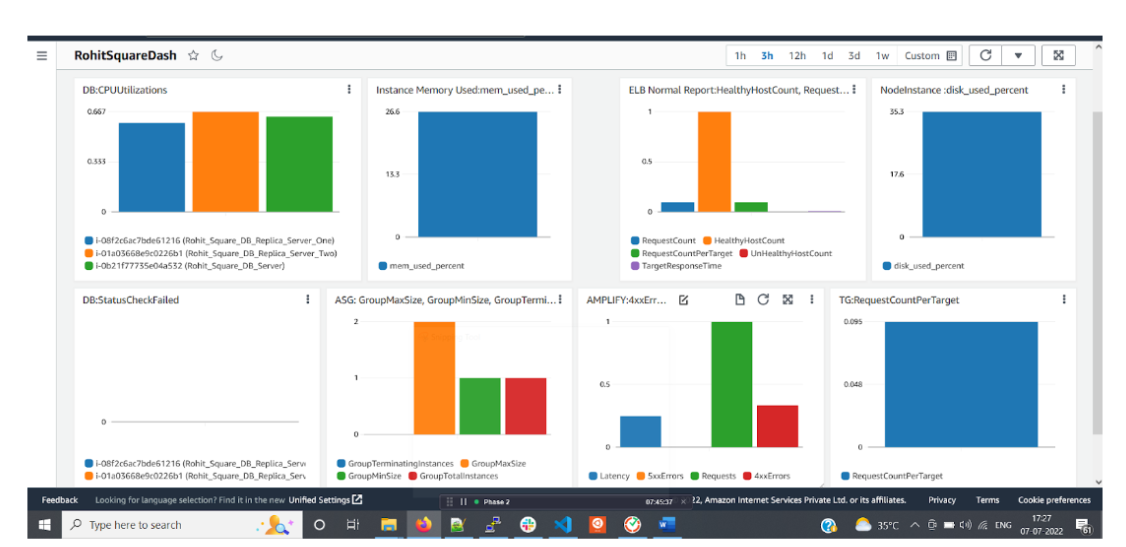 RohitSquareDash
1h 3h 12h 1d 3d 1w Custom
DB:CPUUtilizations
0.667
0.333
0
i-08f2c6ac7bde61216 (Rohit_Square_DB_Replica_Server_One)
i-01a03668e9c0226b1 (Rohit_Square_DB_Replica_Server_Two)
i-0b21f77735e04a532 (Rohit_Square_DB_Server)
Instance Memory Used:mem_used_pe...
26.6
13.3
0
mem_used_percent
ELB Normal Report:HealthyHostCount, Request...
1
0.5
0
RequestCount HealthyHostCount
RequestCountPerTarget UnHealthyHostCount
TargetResponseTime
NodeInstance :disk_used_percent
35.3
17.6
0
disk_used_percent
DB:StatusCheckFailed
0
i-08f2c6ac7bde61216 (Rohit_Square_DB_Replica_Serv
i-01a03668e9c0226b1 (Rohit_Square_DB_Replica_Serv
ASG: GroupMaxSize, GroupMinSize, GroupTermi...
2
1
0
GroupTerminatingInstances GroupMaxSize
GroupMinSize GroupTotalInstances
AMPLIFY:4xxErr...
1
0.5
0
Latency 5xxErrors Requests 4xxErrors
TG:RequestCountPerTarget
0.095
0.048
0
RequestCountPerTarget
Feedback Looking for language selection? Find it in the new Unified Settings
Phase 2 07:45:37
22, Amazon Internet Services Private Ltd. or its affiliates. Privacy Terms Cookie preferences
Type here to search
35°C ENG 17:27
07-07-2022
61